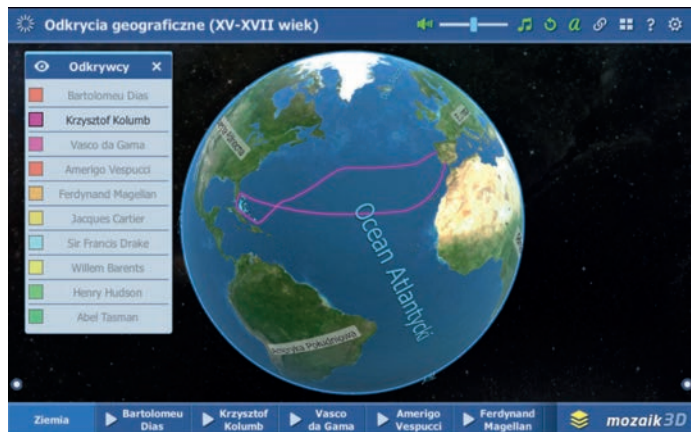 Odkrycia geograficzne (XV-XVII wiek)
a
?
Odkrywcy
Bartolomeu Dias
Krzysztof Kolumb
Vasco da Gama
Amerigo Vespucci
Ferdynand Magellan
Jacques Cartier
Sir Francis Drake
Willem Barents
Henry Hudson
Abel Tasman
Ocean Atlantycki
Ameryka Południowa
Ziemia
Bartolomeu
Dias
Krzysztof
Kolumb
Vasco
da Gama
Amerigo
Vespucci
Ferdynand
Magellan
mozaik3D